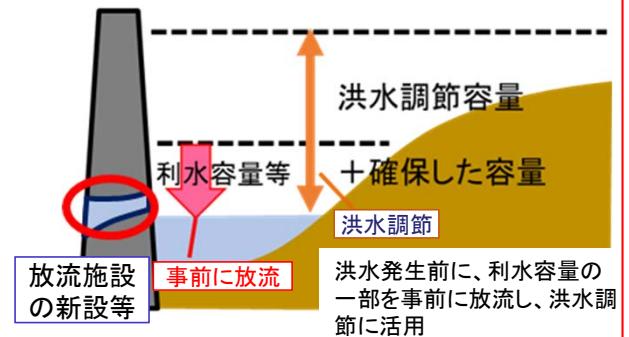 洪水調節容量
利水容量等
＋確保した容量
洪水調節
放流施設
の新設等
事前に放流
洪水発生前に、利水容量の
一部を事前に放流し、洪水調
節に活用